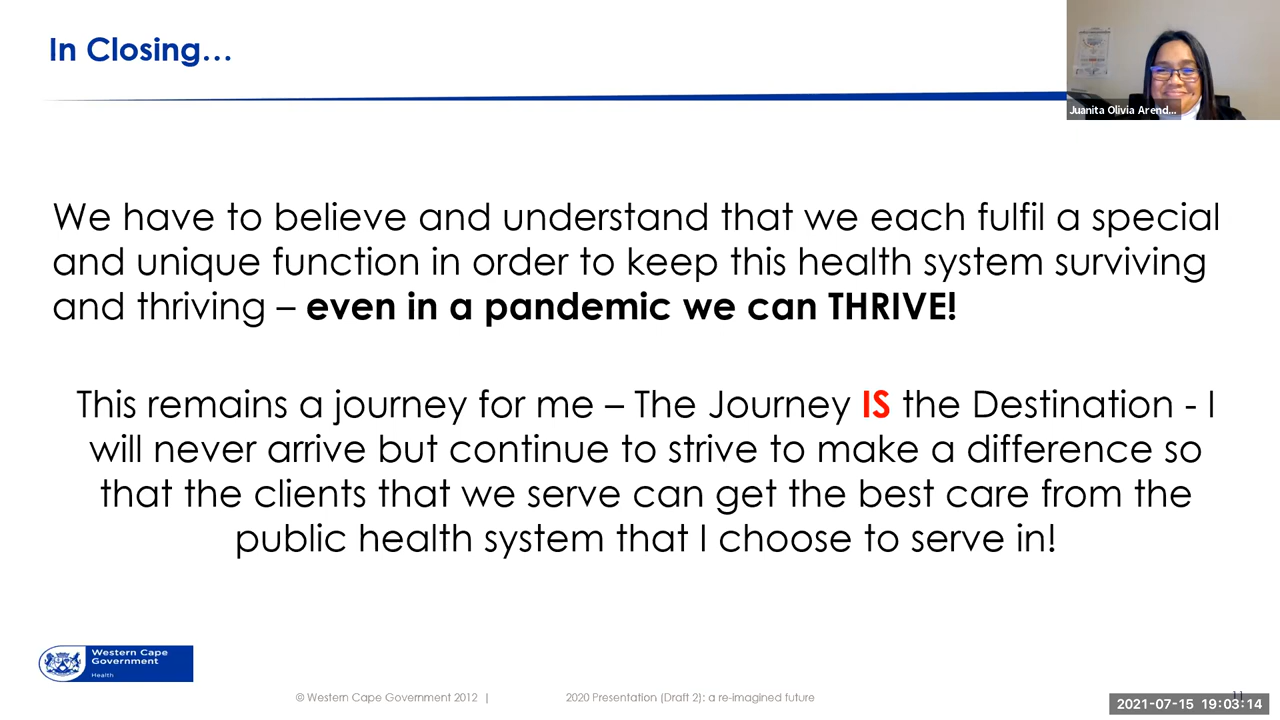 In Closing...
Juanita Olivia Arend...
We have to believe and understand that we each fulfil a special
and unique function in order to keep this health system surviving
and thriving – even in a pandemic we can THRIVE!
This remains a journey for me – The Journey IS the Destination - I
will never arrive but continue to strive to make a difference so
that the clients that we serve can get the best care from the
public health system that I choose to serve in!
Western Cape
Government
Health
© Western Cape Government 2012 |
2020 Presentation (Draft 2): a re-imagined future
11
2021-07-15 19:03:14